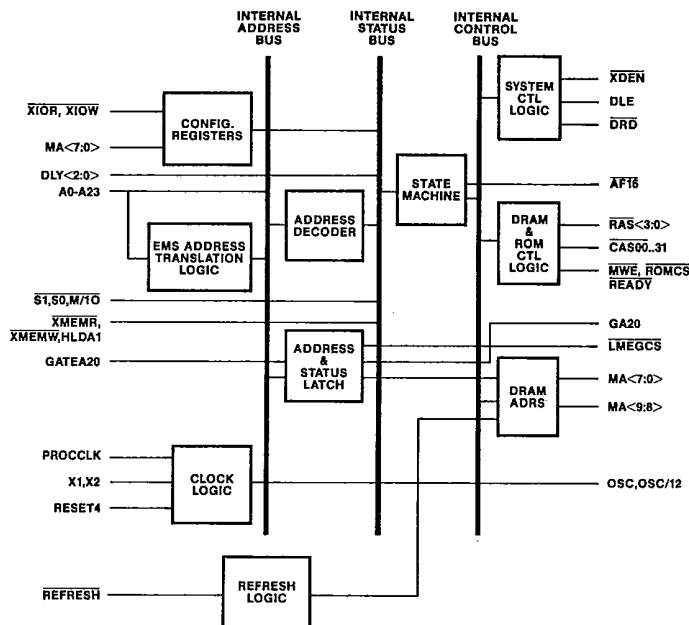 INTERNAL
ADDRESS
BUS
INTERNAL
STATUS
BUS
INTERNAL
CONTROL
BUS
XIOR, XIOW
MA<7:0>
CONFIG.
REGISTERS
SYSTEM
CTL
LOGIC
XDEN
DLE
DRD
DLY<2:0>
A0-A23
STATE
MACHINE
AF16
EMS ADDRESS
TRANSLATION
LOGIC
ADDRESS
DECODER
DRAM
&
ROM
CTL
LOGIC
RAS<3:0>
CAS00..31
MWE, ROMCS
READY
S1,S0,M/1O
XMEMR,
XMEMW,HLDA1
GATEA20
ADDRESS
&
STATUS
LATCH
GA20
LMEGCS
DRAM
ADRS
MA<7:0>
MA<9:8>
PROCCLK
X1,X2
RESET4
CLOCK
LOGIC
OSC,OSC/12
REFRESH
REFRESH
LOGIC